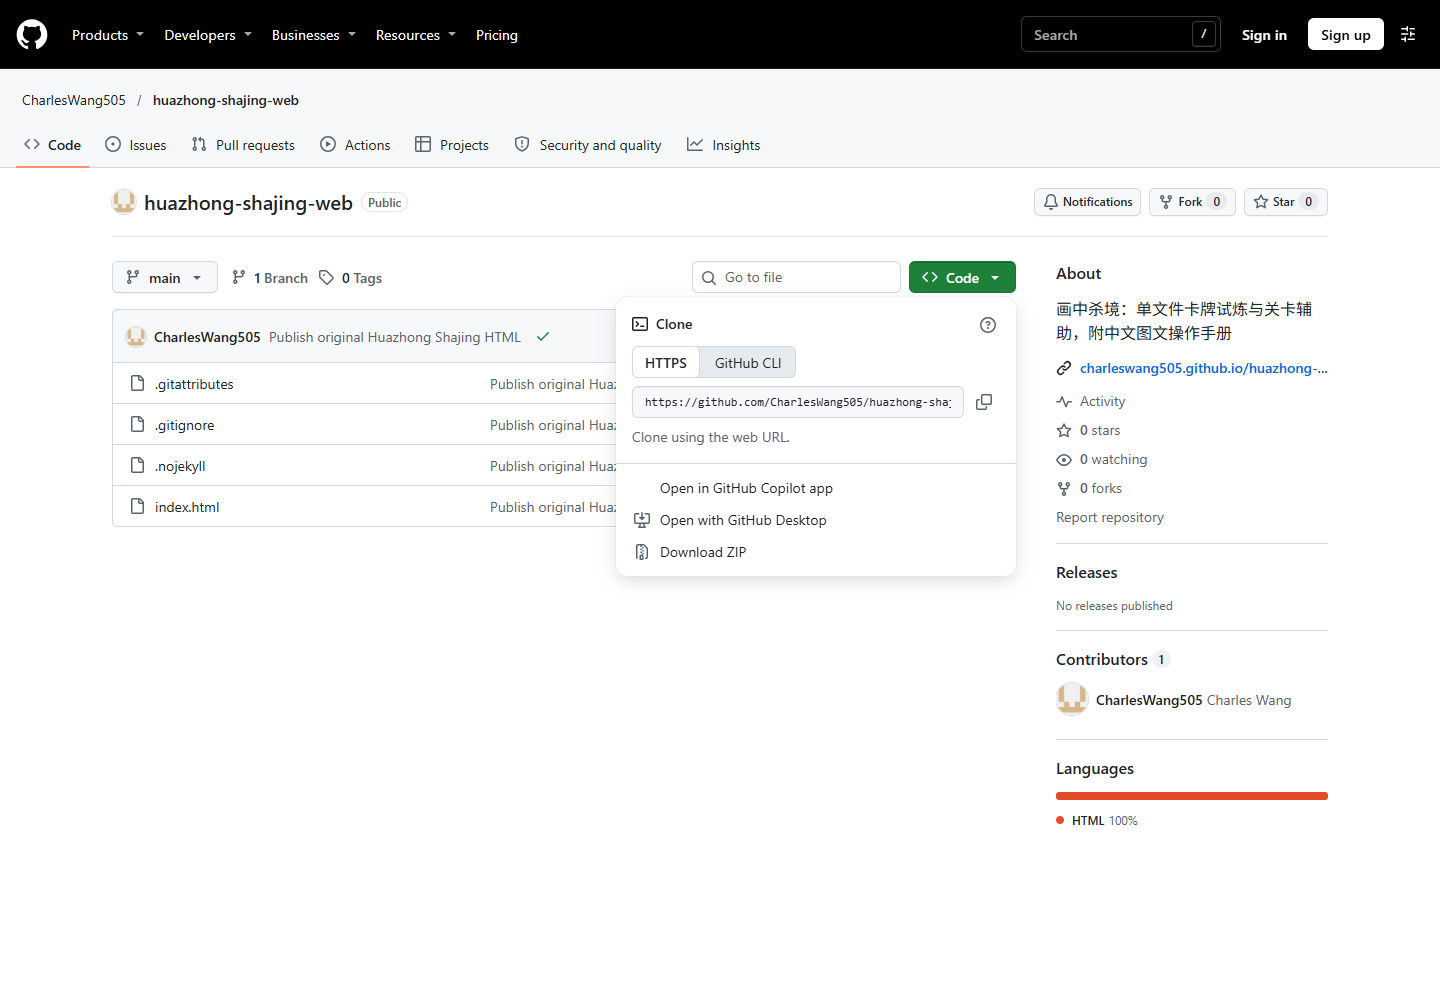 Products Developers Businesses Resources Pricing Search / Sign in Sign up
CharlesWang505 / huazhong-shajing-web
Code Issues Pull requests Actions Projects Security and quality Insights
huazhong-shajing-web Public Notifications Fork 0 Star 0
main 1 Branch 0 Tags Go to file Code
CharlesWang505 Publish original Huazhong Shajing HTML
.gitattributes Publish original
.gitignore Publish original
.nojekyll Publish original
index.html Publish original
Clone
HTTPS GitHub CLI
https://github.com/CharlesWang505/huazhong-sha
Clone using the web URL.
Open in GitHub Copilot app
Open with GitHub Desktop
Download ZIP
About
画中杀境：单文件卡牌试炼与关卡辅
助，附中文图文操作手册
charleswang505.github.io/huazhong-...
Activity
0 stars
0 watching
0 forks
Report repository
Releases
No releases published
Contributors 1
CharlesWang505 Charles Wang
Languages
HTML 100%